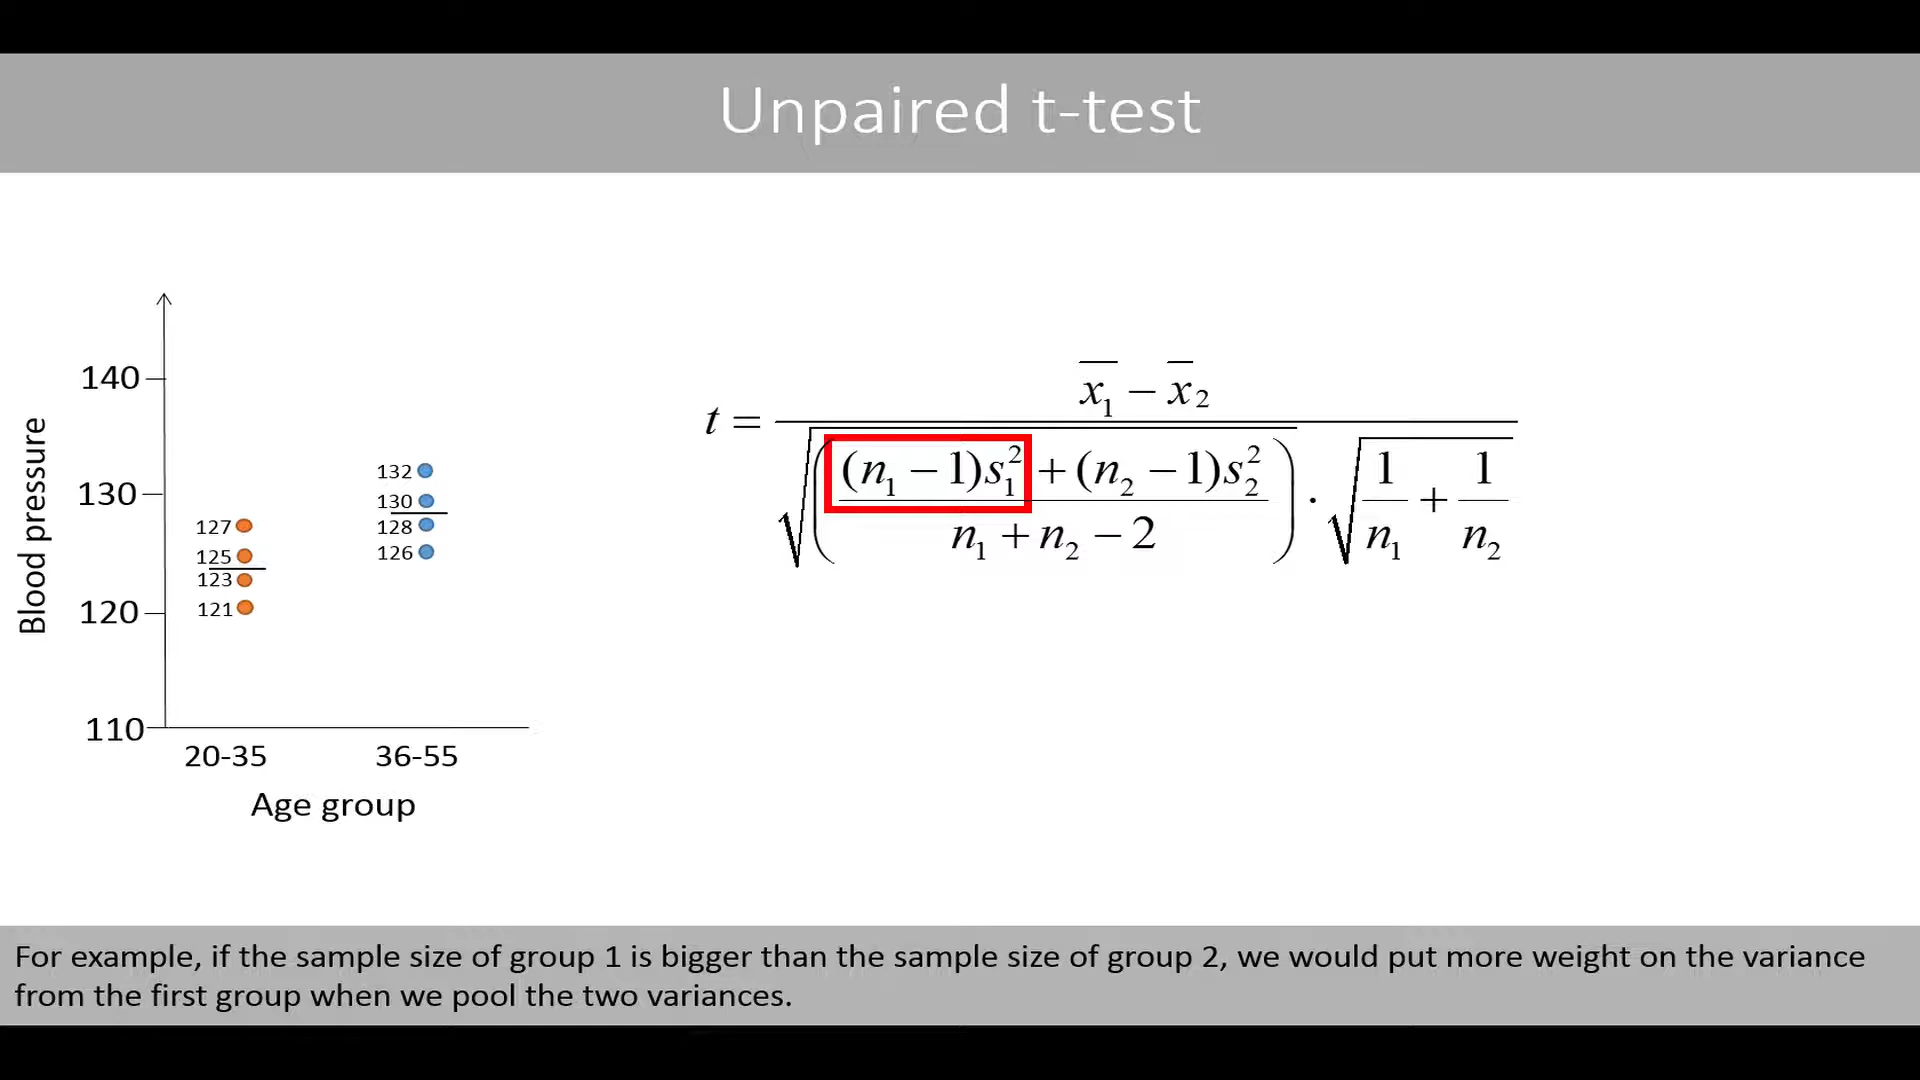 Unpaired t-test
140
130
120
110
Blood pressure
127
125
123
121
132
130
128
126
20-35
36-55
Age group
t = (x̄₁ − x̄₂) / (√(((n₁ − 1)s₁² + (n₂ − 1)s₂²) / (n₁ + n₂ − 2)) · √(1/n₁ + 1/n₂))
For example, if the sample size of group 1 is bigger than the sample size of group 2, we would put more weight on the variance
from the first group when we pool the two variances.